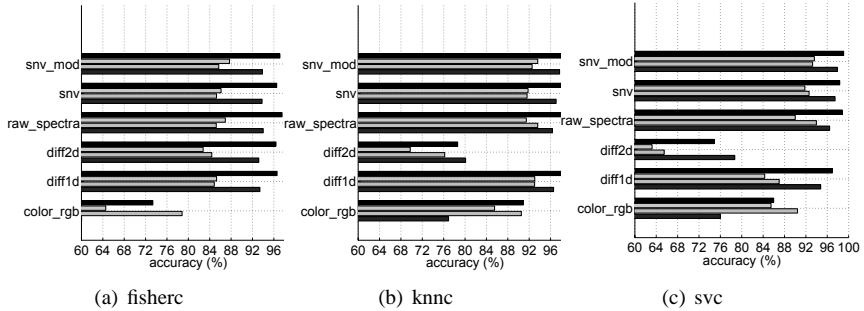 snv_mod
snv
raw_spectra
diff2d
diff1d
color_rgb
60 64 68 72 76 80 84 88 92 96
accuracy (%)
(a) fisherc
snv_mod
snv
raw_spectra
diff2d
diff1d
color_rgb
60 64 68 72 76 80 84 88 92 96
accuracy (%)
(b) knnc
snv_mod
snv
raw_spectra
diff2d
diff1d
color_rgb
60 64 68 72 76 80 84 88 92 96 100
accuracy (%)
(c) svc